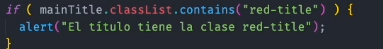 if ( mainTitle.classList.contains("red-title") ) {
  alert("El título tiene la clase red-title");
}